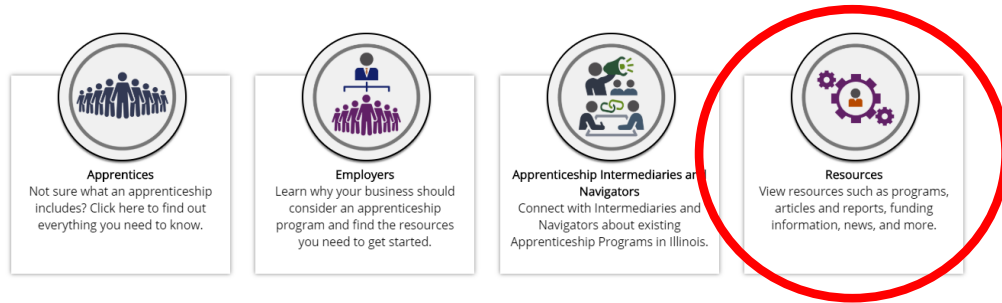 Apprentices
Not sure what an apprenticeship
includes? Click here to find out
everything you need to know.
Employers
Learn why your business should
consider an apprenticeship
program and find the resources
you need to get started.
Apprenticeship Intermediaries and
Navigators
Connect with Intermediaries and
Navigators about existing
Apprenticeship Programs in Illinois.
Resources
View resources such as programs,
articles and reports, funding
information, news, and more.